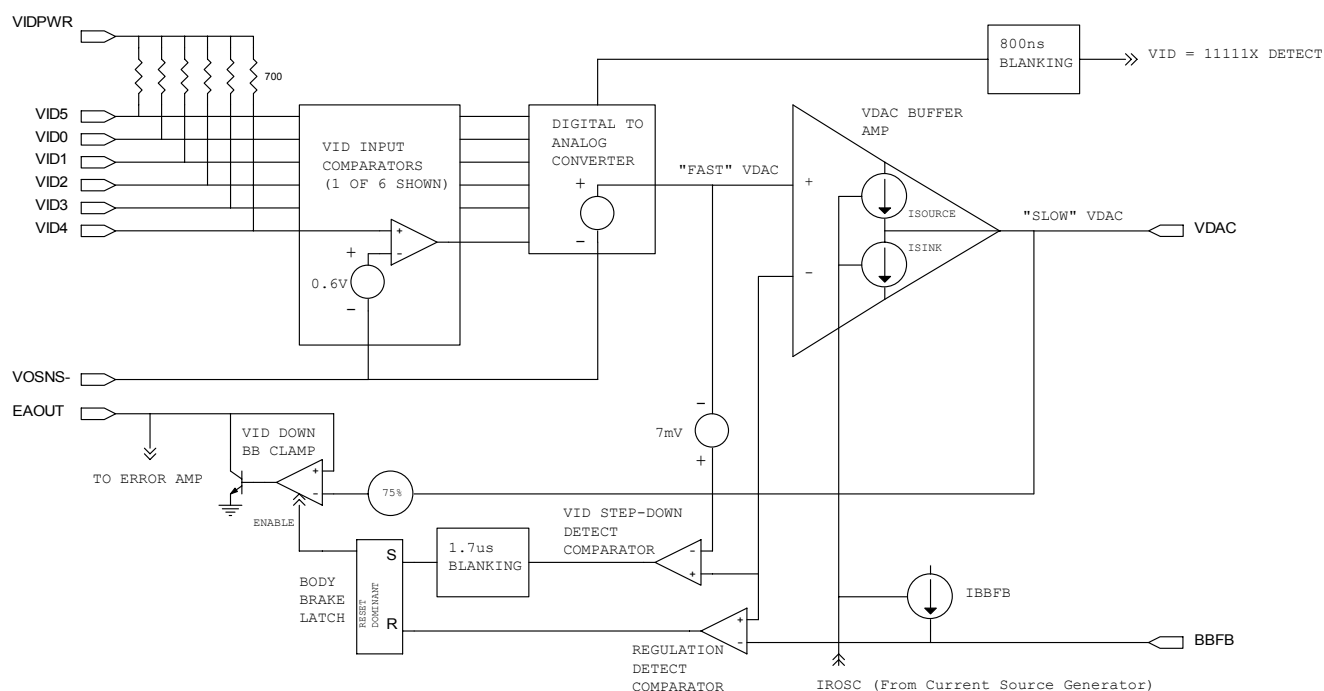 VIDPWR
700
VID5
VID0
VID1
VID2
VID3
VID4
VID INPUT
COMPARATORS
(1 OF 6 SHOWN)
+
-
+
0.6V
-
DIGITAL TO
ANALOG
CONVERTER
+
-
800ns
BLANKING
VID = 11111X DETECT
VDAC BUFFER
AMP
"FAST" VDAC
+
ISOURCE
ISINK
-
"SLOW" VDAC
VDAC
VOSNS-
EAOUT
TO ERROR AMP
VID DOWN
BB CLAMP
+
-
75%
ENABLE
-
7mV
+
VID STEP-DOWN
DETECT
COMPARATOR
-
+
1.7us
BLANKING
BODY
BRAKE
LATCH
S
RESET
DOMINANT
R
+
-
REGULATION
DETECT
COMPARATOR
IBBFB
BBFB
IROSC (From Current Source Generator)